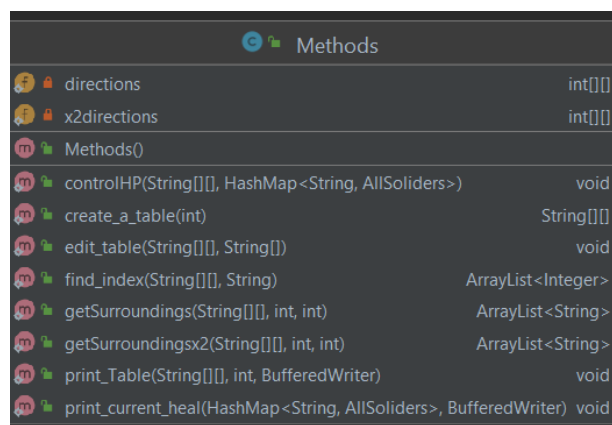 Methods
directions int[][]
x2directions int[][]
Methods()
controlHP(String[][], HashMap<String, AllSoliders>) void
create_a_table(int) String[][]
edit_table(String[][], String[]) void
find_index(String[][], String) ArrayList<Integer>
getSurroundings(String[][], int, int) ArrayList<String>
getSurroundingsx2(String[][], int, int) ArrayList<String>
print_Table(String[][], int, BufferedWriter) void
print_current_heal(HashMap<String, AllSoliders>, BufferedWriter) void